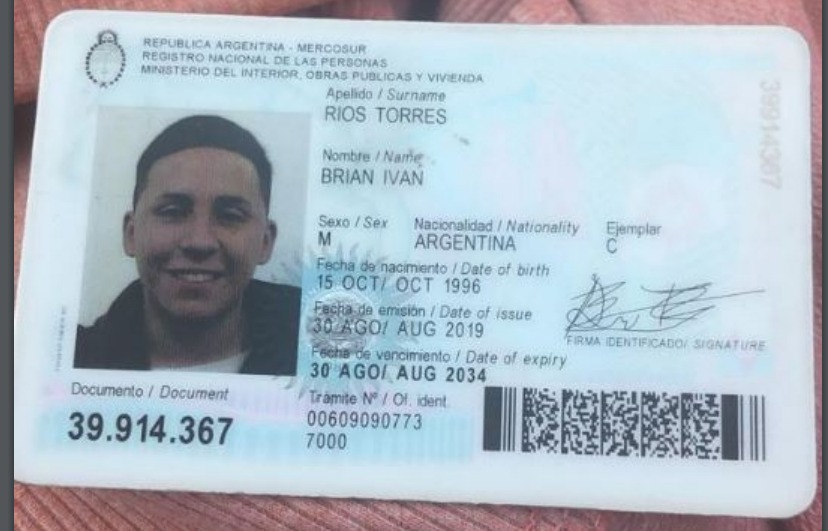 REPUBLICA ARGENTINA - MERCOSUR
REGISTRO NACIONAL DE LAS PERSONAS
MINISTERIO DEL INTERIOR, OBRAS PUBLICAS Y VIVIENDA
Apellido / Surname
RIOS TORRES
Nombre / Name
BRIAN IVAN
Sexo / Sex Nacionalidad / Nationality Ejemplar
M ARGENTINA C
Fecha de nacimiento / Date of birth
15 OCT/ OCT 1996
Fecha de emisión / Date of issue
30 AGO/ AUG 2019
FIRMA IDENTIFICADO/ SIGNATURE
Fecha de vencimiento / Date of expiry
30 AGO/ AUG 2034
Documento / Document Tramite Nº / Of. ident.
39.914.367 00609090773
7000
39914367